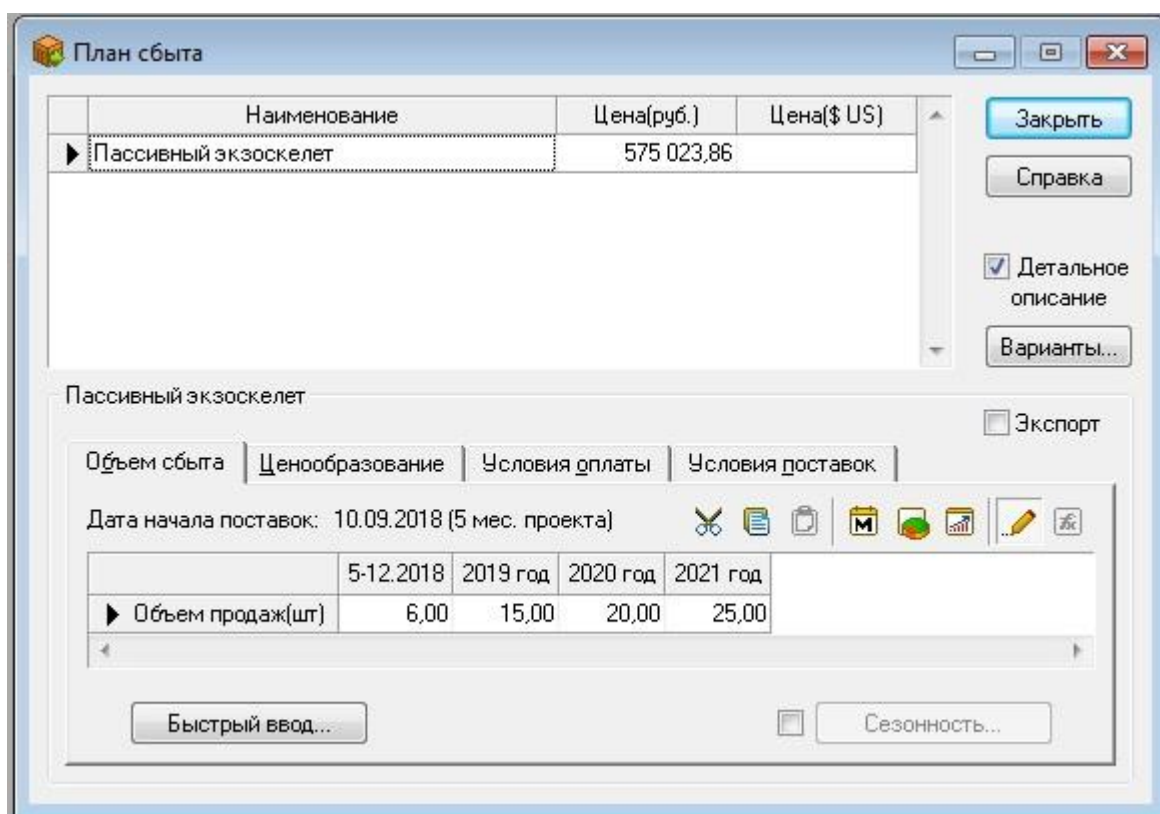 План сбыта
Наименование Цена(руб.) Цена($ US)
Пассивный экзоскелет 575 023,86
Закрыть
Справка
Детальное
описание
Варианты...
Пассивный экзоскелет
Экспорт
Объем сбыта Ценообразование Условия оплаты Условия поставок
Дата начала поставок: 10.09.2018 (5 мес. проекта)
5-12.2018 2019 год 2020 год 2021 год
Объем продаж(шт) 6,00 15,00 20,00 25,00
Быстрый ввод... Сезонность...